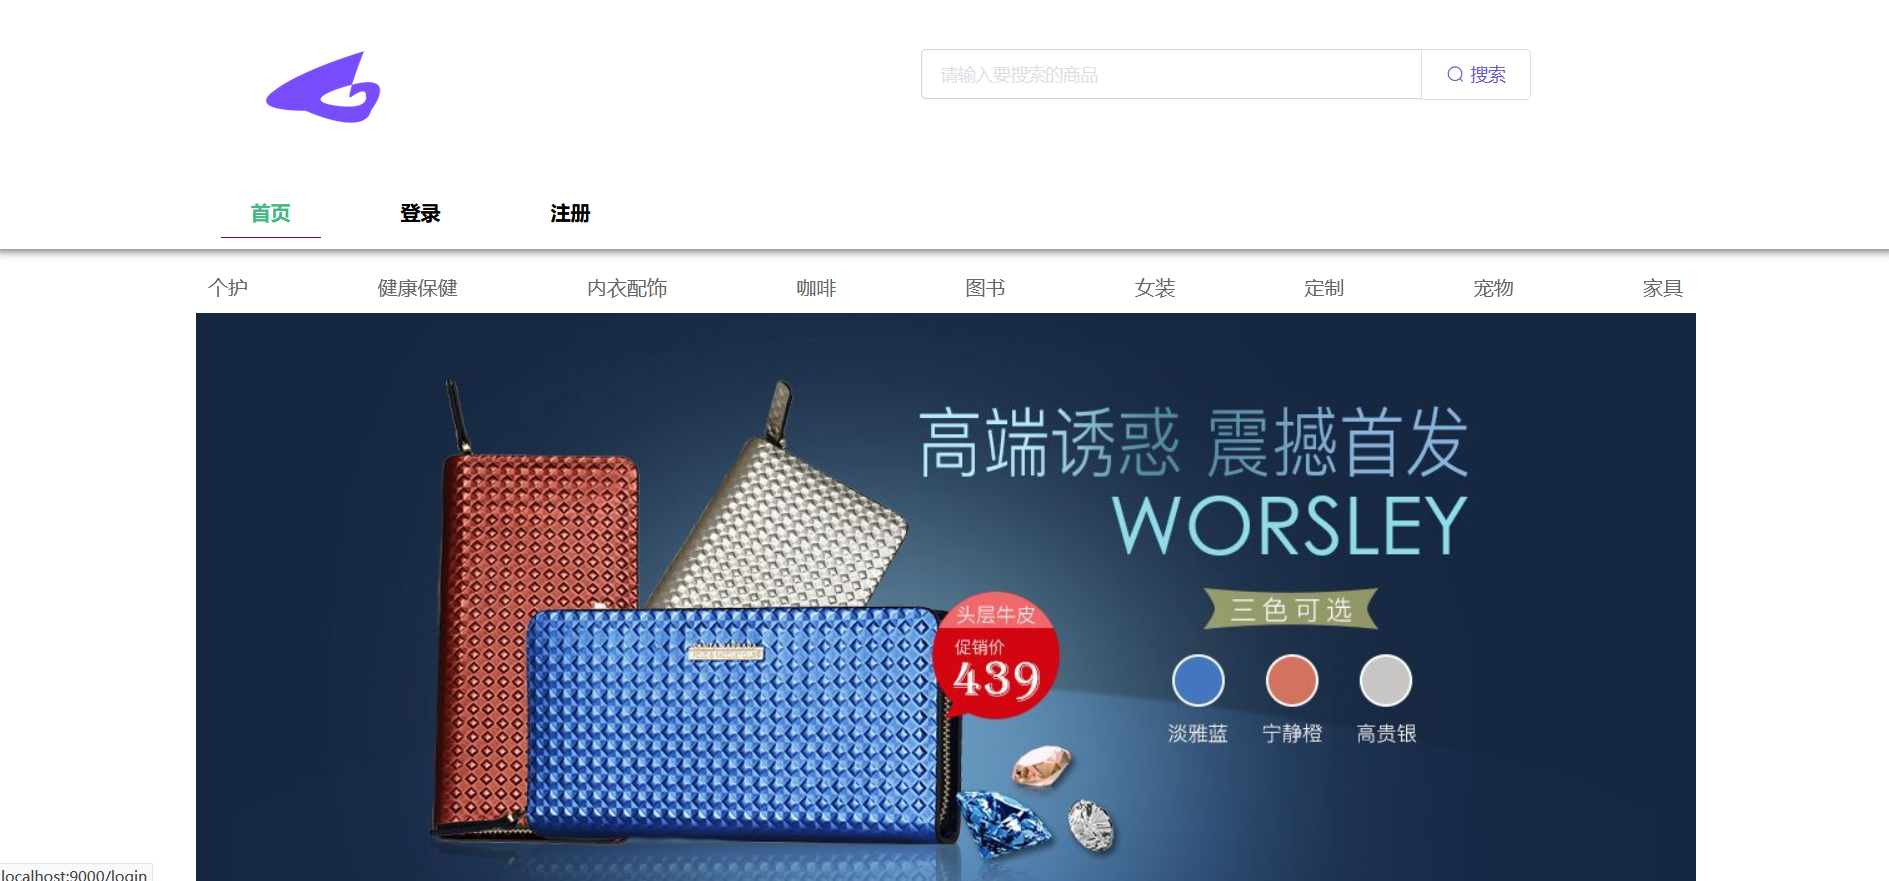 请输入要搜索的商品
搜索
首页 登录 注册
个护 健康保健 内衣配饰 咖啡 图书 女装 定制 宠物 家具
高端诱惑 震撼首发
WORSLEY
三色可选
头层牛皮
促销价
439
淡雅蓝 宁静橙 高贵银
localhost:9000/login